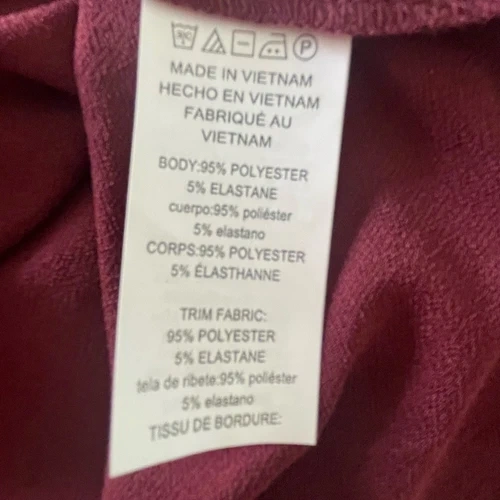 MADE IN VIETNAM
HECHO EN VIETNAM
FABRIQUÉ AU
VIETNAM
BODY:95% POLYESTER
5% ELASTANE
cuerpo:95% poliéster
5% elastano
CORPS:95% POLYESTER
5% ÉLASTHANNE
TRIM FABRIC:
95% POLYESTER
5% ELASTANE
tela de ribete:95% poliéster
5% elastano
TISSU DE BORDURE: